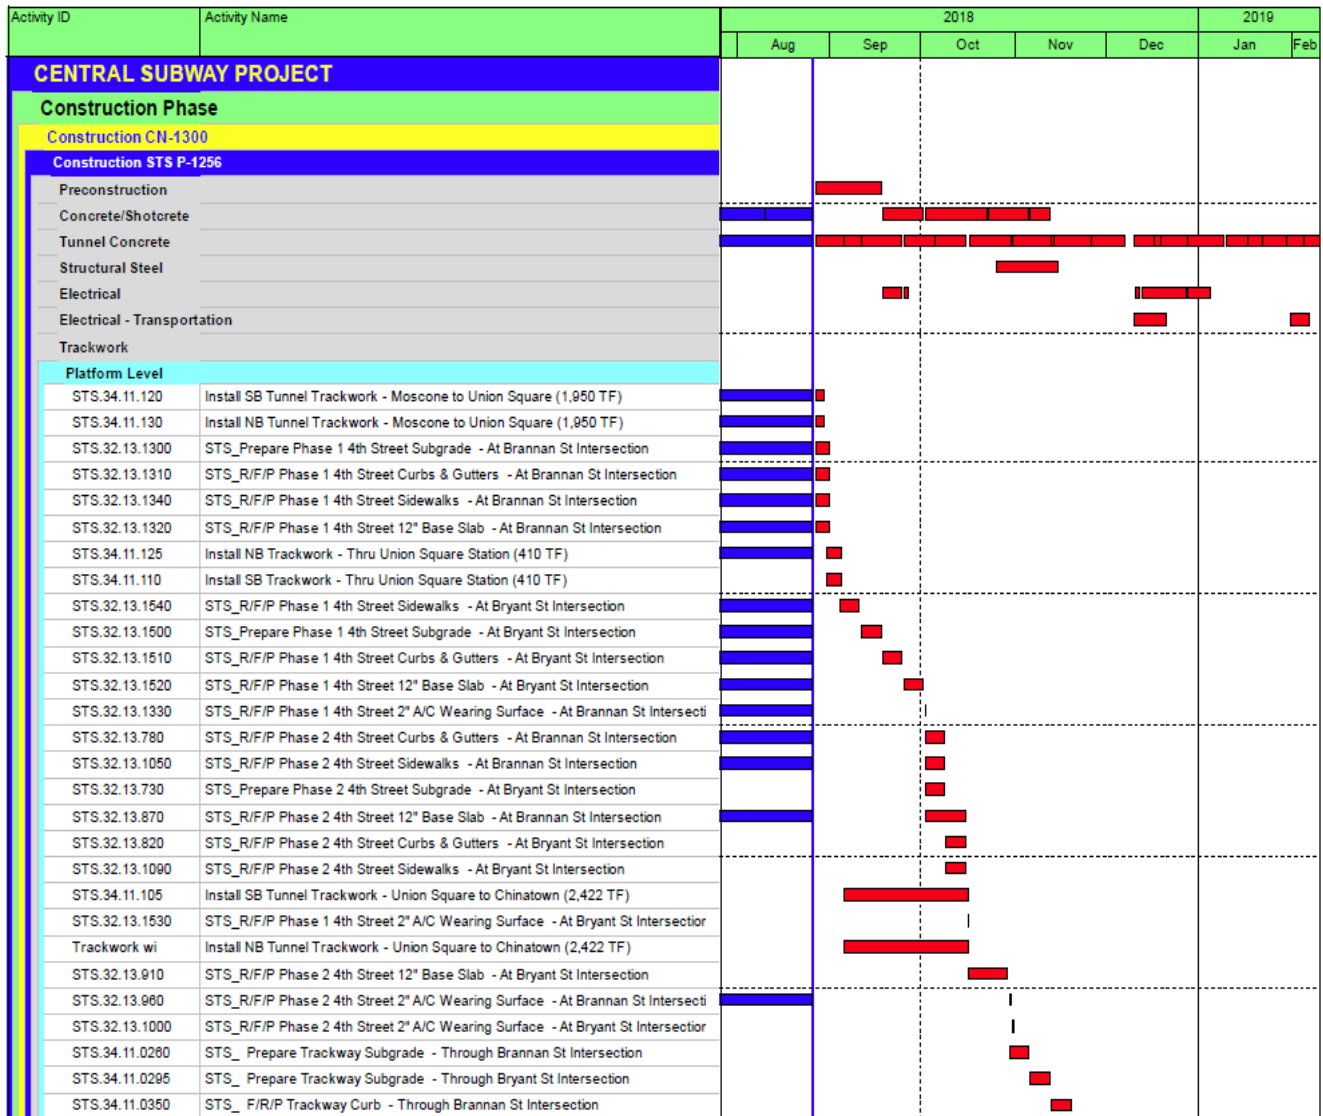 Activity ID Activity Name 2018 2019
Aug Sep Oct Nov Dec Jan Feb
CENTRAL SUBWAY PROJECT
Construction Phase
Construction CN-1300
Construction STS P-1256
Preconstruction
Concrete/Shotcrete
Tunnel Concrete
Structural Steel
Electrical
Electrical - Transportation
Trackwork
Platform Level
STS.34.11.120 Install SB Tunnel Trackwork - Moscone to Union Square (1,950 TF)
STS.34.11.130 Install NB Tunnel Trackwork - Moscone to Union Square (1,950 TF)
STS.32.13.1300 STS_Prepare Phase 1 4th Street Subgrade - At Brannan St Intersection
STS.32.13.1310 STS_R/F/P Phase 1 4th Street Curbs & Gutters - At Brannan St Intersection
STS.32.13.1340 STS_R/F/P Phase 1 4th Street Sidewalks - At Brannan St Intersection
STS.32.13.1320 STS_R/F/P Phase 1 4th Street 12" Base Slab - At Brannan St Intersection
STS.34.11.125 Install NB Trackwork - Thru Union Square Station (410 TF)
STS.34.11.110 Install SB Trackwork - Thru Union Square Station (410 TF)
STS.32.13.1540 STS_R/F/P Phase 1 4th Street Sidewalks - At Bryant St Intersection
STS.32.13.1500 STS_Prepare Phase 1 4th Street Subgrade - At Bryant St Intersection
STS.32.13.1510 STS_R/F/P Phase 1 4th Street Curbs & Gutters - At Bryant St Intersection
STS.32.13.1520 STS_R/F/P Phase 1 4th Street 12" Base Slab - At Bryant St Intersection
STS.32.13.1330 STS_R/F/P Phase 1 4th Street 2" A/C Wearing Surface - At Brannan St Intersecti
STS.32.13.780 STS_R/F/P Phase 2 4th Street Curbs & Gutters - At Brannan St Intersection
STS.32.13.1050 STS_R/F/P Phase 2 4th Street Sidewalks - At Brannan St Intersection
STS.32.13.730 STS_Prepare Phase 2 4th Street Subgrade - At Bryant St Intersection
STS.32.13.870 STS_R/F/P Phase 2 4th Street 12" Base Slab - At Brannan St Intersection
STS.32.13.820 STS_R/F/P Phase 2 4th Street Curbs & Gutters - At Bryant St Intersection
STS.32.13.1090 STS_R/F/P Phase 2 4th Street Sidewalks - At Bryant St Intersection
STS.34.11.105 Install SB Tunnel Trackwork - Union Square to Chinatown (2,422 TF)
STS.32.13.1530 STS_R/F/P Phase 1 4th Street 2" A/C Wearing Surface - At Bryant St Intersectior
Trackwork wi Install NB Tunnel Trackwork - Union Square to Chinatown (2,422 TF)
STS.32.13.910 STS_R/F/P Phase 2 4th Street 12" Base Slab - At Bryant St Intersection
STS.32.13.960 STS_R/F/P Phase 2 4th Street 2" A/C Wearing Surface - At Brannan St Intersecti
STS.32.13.1000 STS_R/F/P Phase 2 4th Street 2" A/C Wearing Surface - At Bryant St Intersectior
STS.34.11.0260 STS_ Prepare Trackway Subgrade - Through Brannan St Intersection
STS.34.11.0295 STS_ Prepare Trackway Subgrade - Through Bryant St Intersection
STS.34.11.0350 STS_ F/R/P Trackway Curb - Through Brannan St Intersection